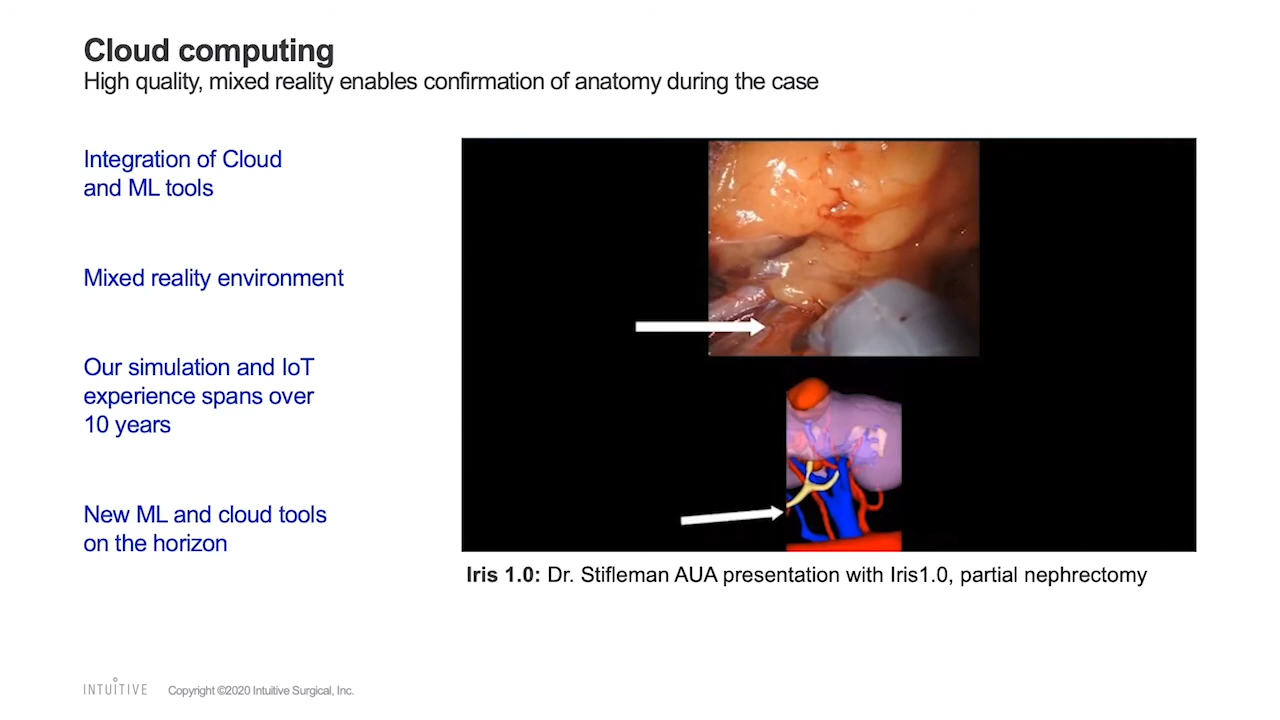 Cloud computing
High quality, mixed reality enables confirmation of anatomy during the case
Integration of Cloud
and ML tools
Mixed reality environment
Our simulation and IoT
experience spans over
10 years
New ML and cloud tools
on the horizon
Iris 1.0: Dr. Stifleman AUA presentation with Iris1.0, partial nephrectomy
INTUITIVE Copyright ©2020 Intuitive Surgical, Inc.